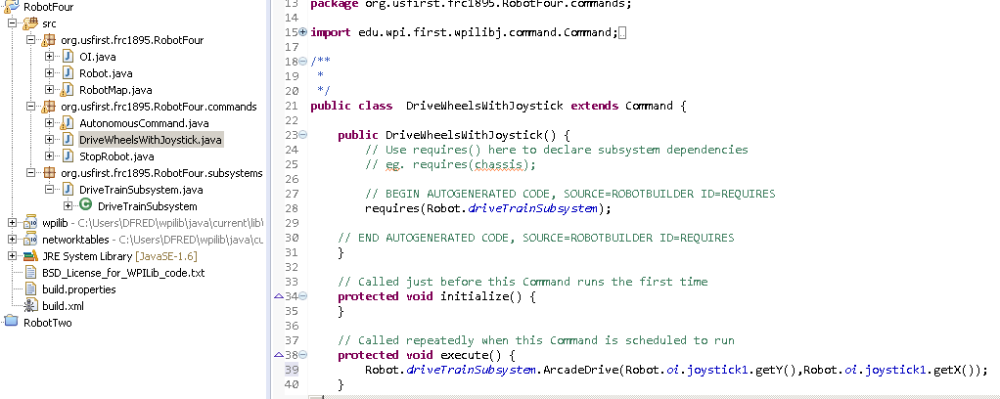 RobotFour
src
org.usfirst.frc1895.RobotFour
OI.java
Robot.java
RobotMap.java
org.usfirst.frc1895.RobotFour.commands
AutonomousCommand.java
DriveWheelsWithJoystick.java
StopRobot.java
org.usfirst.frc1895.RobotFour.subsystems
DriveTrainSubsystem.java
DriveTrainSubsystem
wpilib - C:\Users\DFRED\wpilib\java\current\lib\
networktables - C:\Users\DFRED\wpilib\java\cu
JRE System Library [JavaSE-1.6]
BSD_License_for_WPILib_code.txt
build.properties
build.xml
RobotTwo
13 package org.usfirst.frc1895.RobotFour.commands;
14
15 import edu.wpi.first.wpilibj.command.Command;
17
18 /**
19 *
20 */
21 public class DriveWheelsWithJoystick extends Command {
22
23 public DriveWheelsWithJoystick() {
24 // Use requires() here to declare subsystem dependencies
25 // eg. requires(chassis);
26
27 // BEGIN AUTOGENERATED CODE, SOURCE=ROBOTBUILDER ID=REQUIRES
28 requires(Robot.driveTrainSubsystem);
29
30 // END AUTOGENERATED CODE, SOURCE=ROBOTBUILDER ID=REQUIRES
31 }
32
33 // Called just before this Command runs the first time
34 protected void initialize() {
35 }
36
37 // Called repeatedly when this Command is scheduled to run
38 protected void execute() {
39 Robot.driveTrainSubsystem.ArcadeDrive(Robot.oi.joystick1.getY(),Robot.oi.joystick1.getX());
40 }